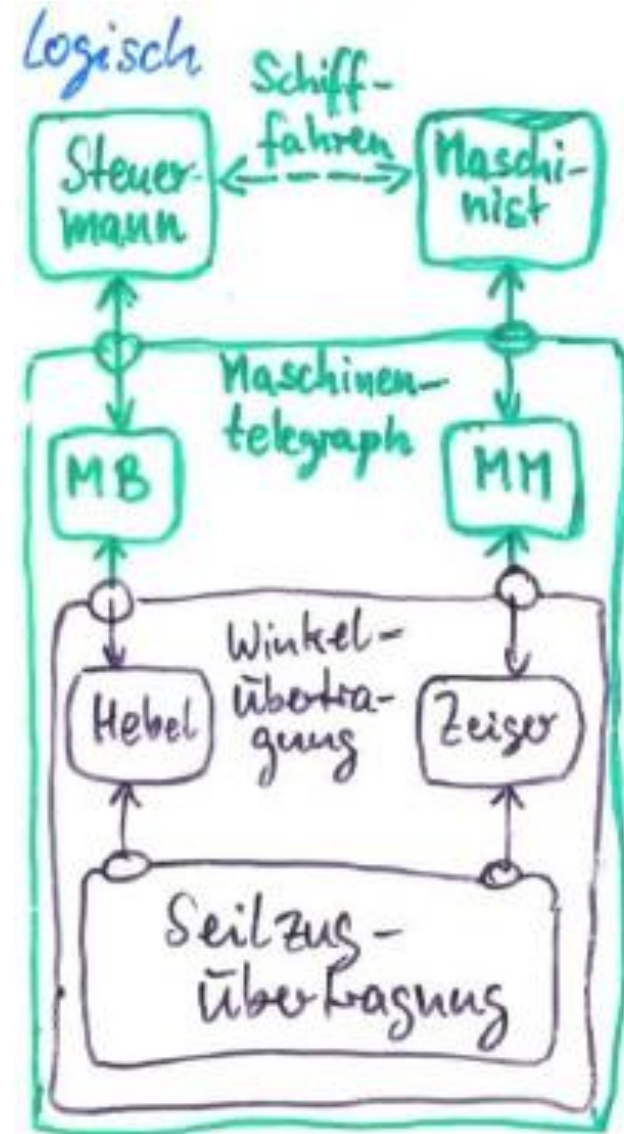 Logisch
Schiff-
fahren
Steuer-
mann
Maschi-
nist
Maschinen-
telegraph
MB
MM
Winkel-
übertra-
gung
Hebel
Zeiger
Seilzug-
übertragung